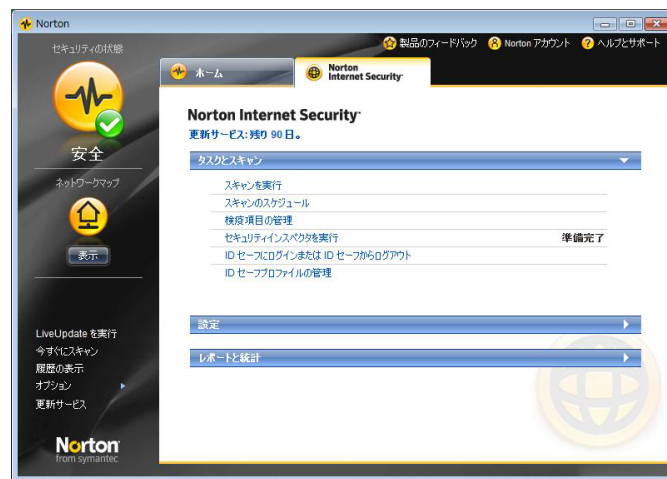 Norton
セキュリティの状態
製品のフィードバック
Norton アカウント
ヘルプとサポート
ホーム
Norton
Internet Security
安全
ネットワークマップ
表示
LiveUpdate を実行
今すぐにスキャン
履歴の表示
オプション
更新サービス
Norton
from symantec
Norton Internet Security
更新サービス: 残り 90 日。
タスクとスキャン
スキャンを実行
スキャンのスケジュール
検疫項目の管理
セキュリティインスペクタを実行 準備完了
ID セーフにログインまたは ID セーフからログアウト
ID セーフプロファイルの管理
設定
レポートと統計